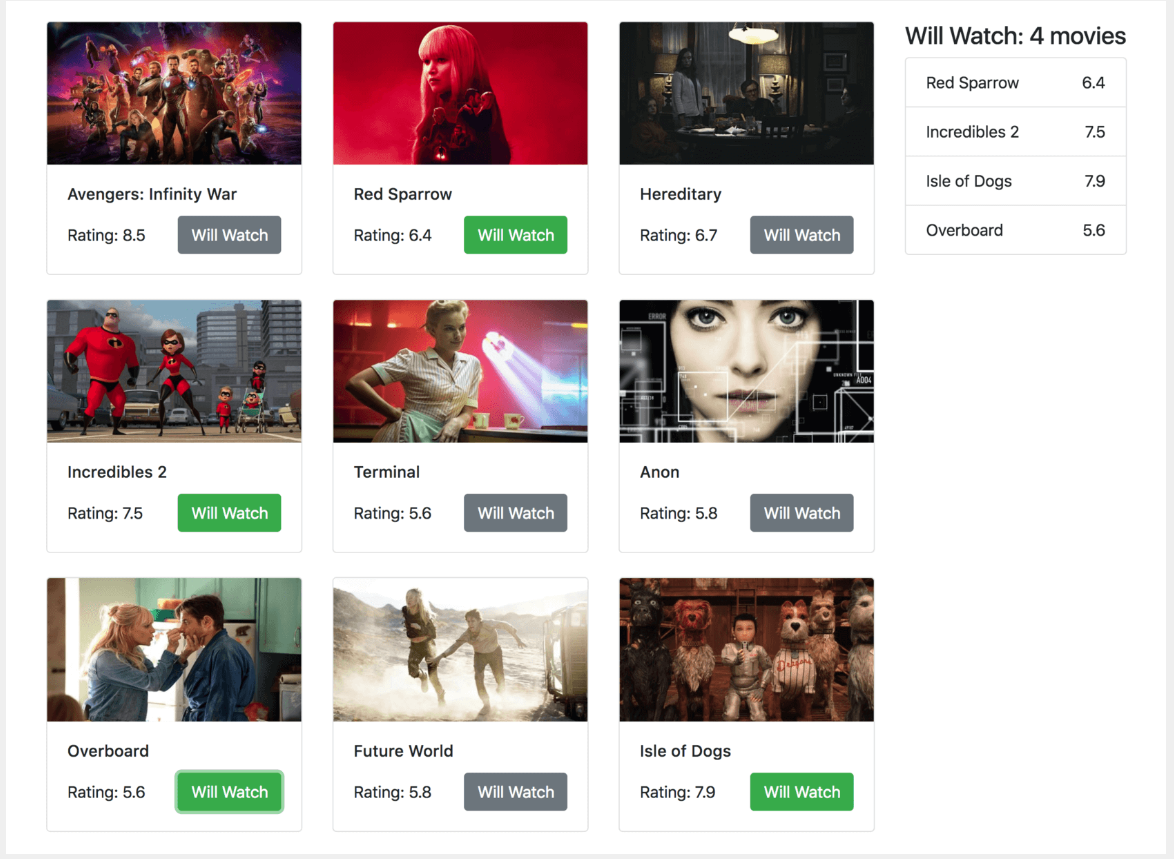 Will Watch: 4 movies
Red Sparrow 6.4
Incredibles 2 7.5
Isle of Dogs 7.9
Overboard 5.6
Avengers: Infinity War
Rating: 8.5 Will Watch
Red Sparrow
Rating: 6.4 Will Watch
Hereditary
Rating: 6.7 Will Watch
ERROR
ADD4
Incredibles 2
Rating: 7.5 Will Watch
Terminal
Rating: 5.6 Will Watch
Anon
Rating: 5.8 Will Watch
Overboard
Rating: 5.6 Will Watch
Future World
Rating: 5.8 Will Watch
Isle of Dogs
Rating: 7.9 Will Watch